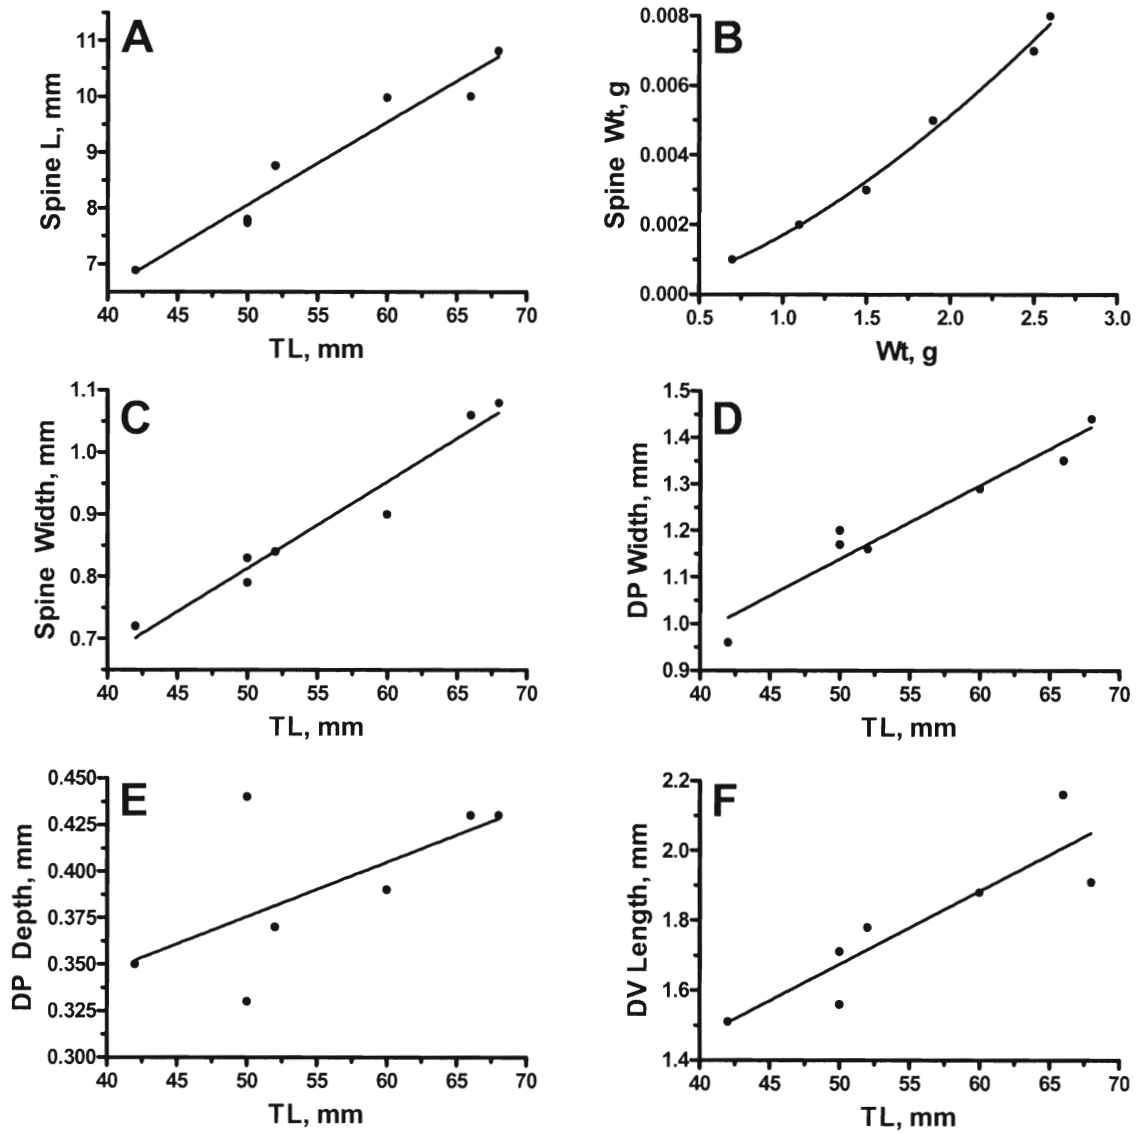 A
Spine L, mm
11
10
9
8
7
40 45 50 55 60 65 70
TL, mm
B
Spine Wt, g
0.008
0.006
0.004
0.002
0.000
0.5 1.0 1.5 2.0 2.5 3.0
Wt, g
C
Spine Width, mm
1.1
1.0
0.9
0.8
0.7
40 45 50 55 60 65 70
TL, mm
D
DP Width, mm
1.5
1.4
1.3
1.2
1.1
1.0
0.9
40 45 50 55 60 65 70
TL, mm
E
DP Depth, mm
0.450
0.425
0.400
0.375
0.350
0.325
0.300
40 45 50 55 60 65 70
TL, mm
F
DV Length, mm
2.2
2.0
1.8
1.6
1.4
40 45 50 55 60 65 70
TL, mm